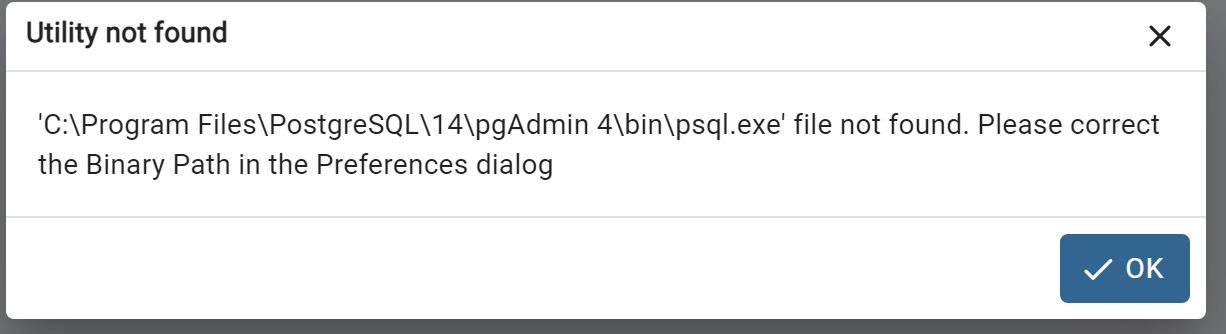 Utility not found
'C:\Program Files\PostgreSQL\14\pgAdmin 4\bin\psql.exe' file not found. Please correct
the Binary Path in the Preferences dialog
OK